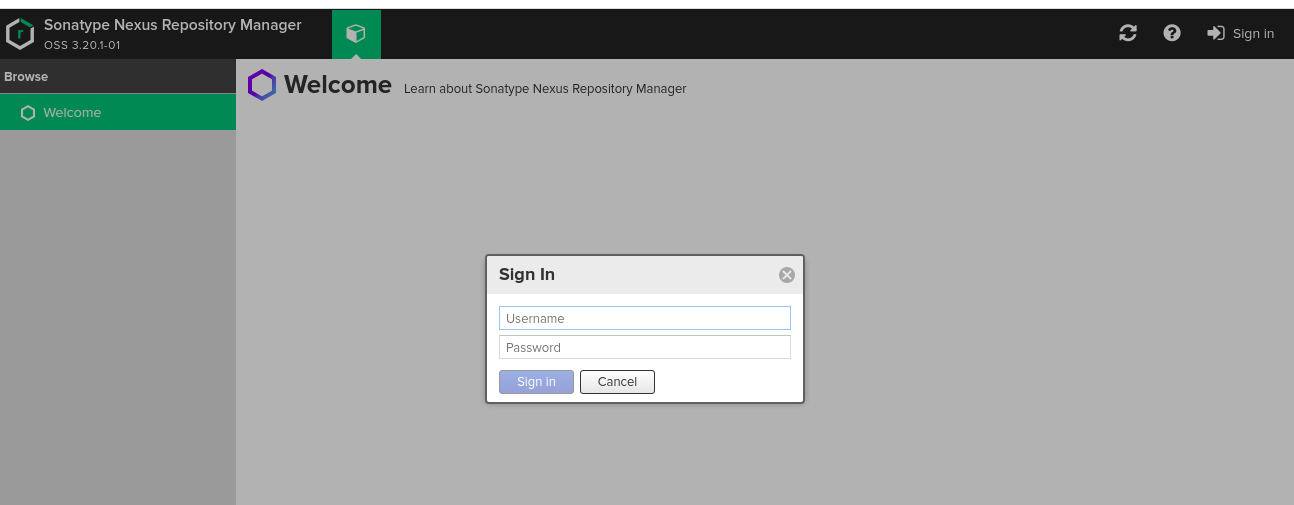 Sonatype Nexus Repository Manager
OSS 3.20.1-01
Sign in
Browse
Welcome
Welcome Learn about Sonatype Nexus Repository Manager
Sign In
Username
Password
Sign in Cancel